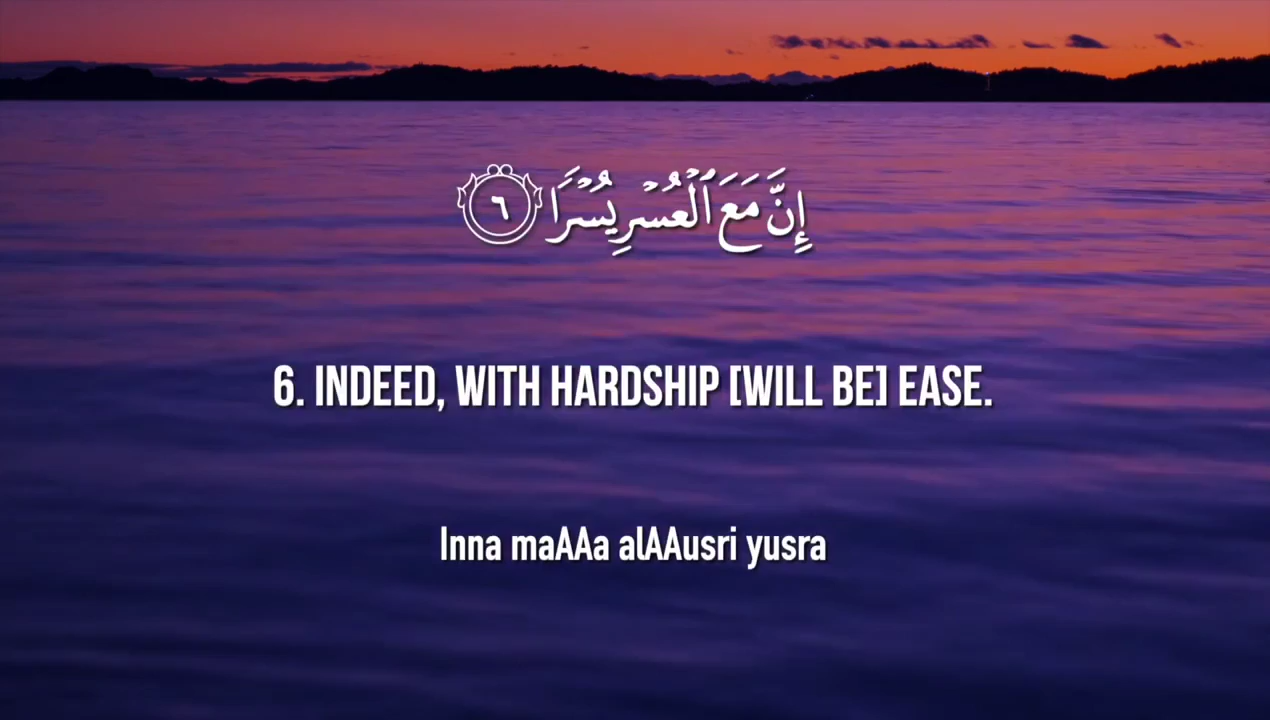 إِنَّ مَعَ ٱلْعُسْرِ يُسْرًا ٦
6. INDEED, WITH HARDSHIP [WILL BE] EASE.
Inna maAAa alAAusri yusra